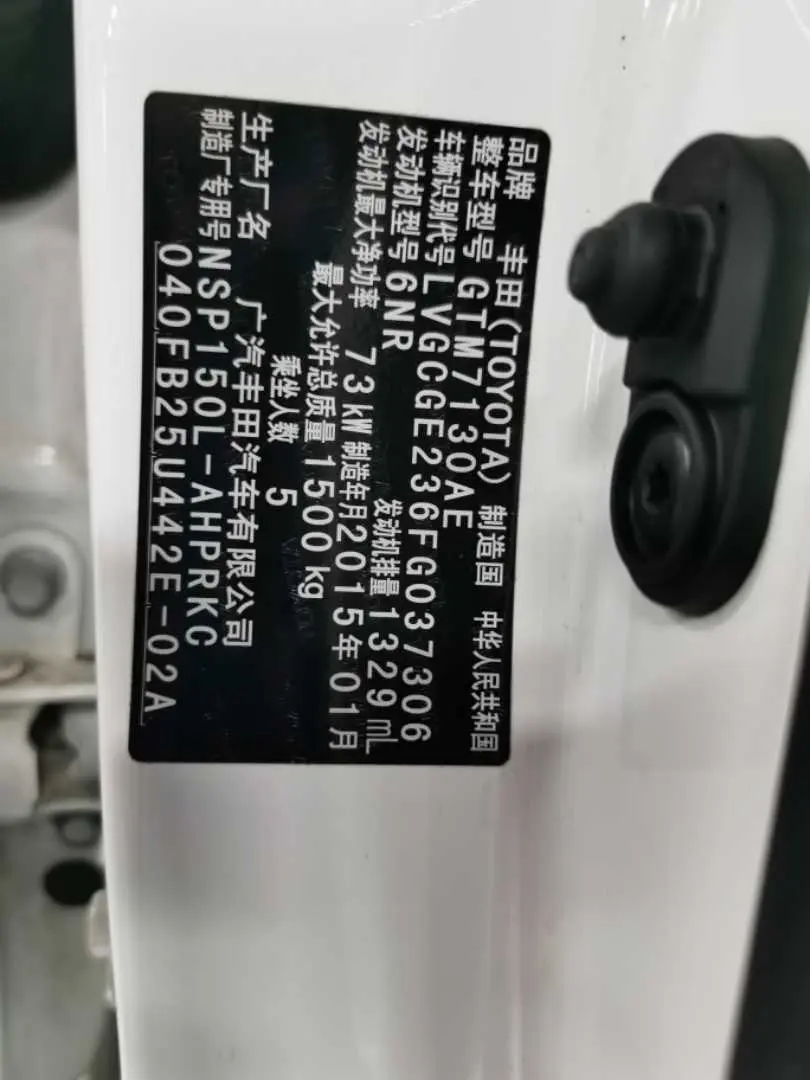 品牌 丰田(TOYOTA) 制造国 中华人民共和国
整车型号 GTM7130AE
车辆识别代号 LVGCGE236FG037306
发动机型号 6NR 发动机排量 1329 mL
发动机最大净功率 73 kW 制造年月 2015年01月
最大允许总质量 1500 kg
乘坐人数 5
生产厂名 广汽丰田汽车有限公司
制造厂专用号 NSP150L-AHPRKC
040FB25U442E-02A